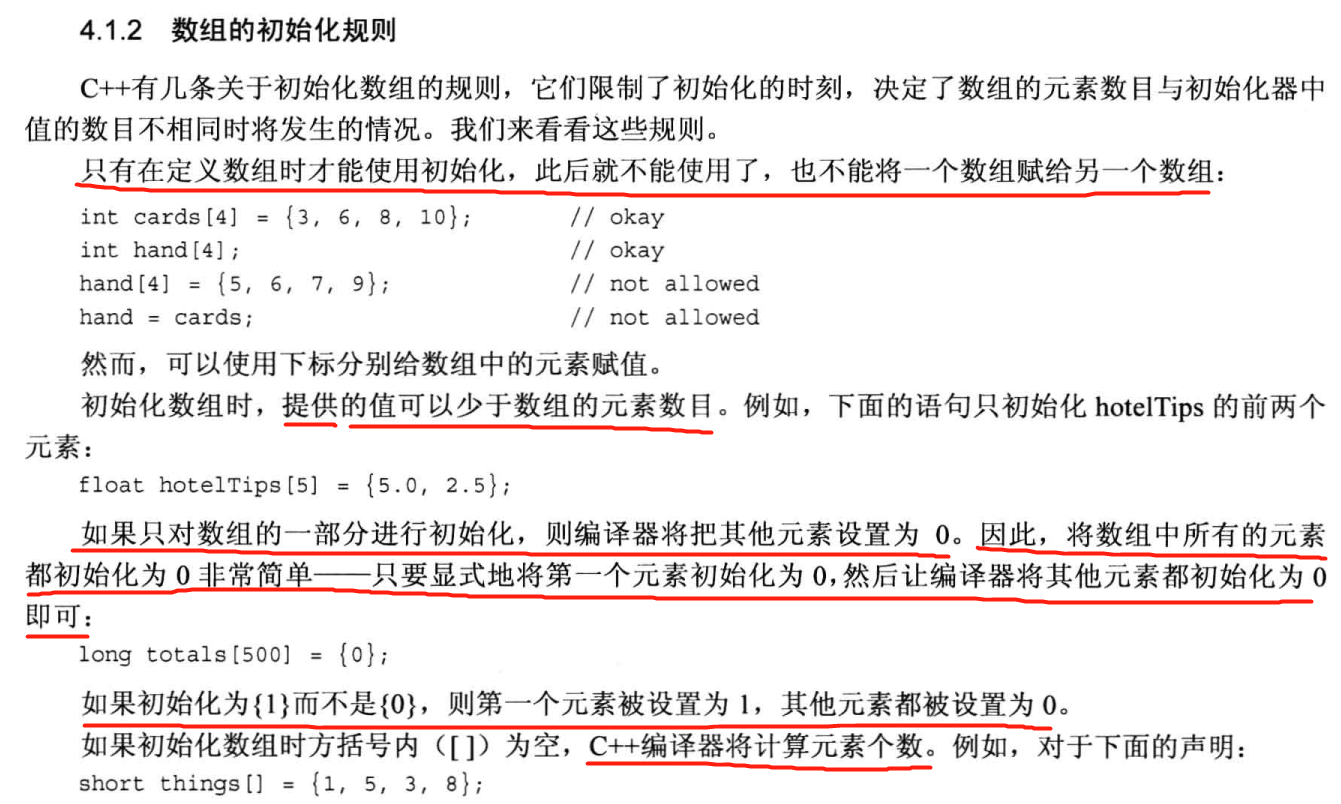 4.1.2 数组的初始化规则
C++有几条关于初始化数组的规则，它们限制了初始化的时刻，决定了数组的元素数目与初始化器中
值的数目不相同时将发生的情况。我们来看看这些规则。
只有在定义数组时才能使用初始化，此后就不能使用了，也不能将一个数组赋给另一个数组：
int cards[4] = {3, 6, 8, 10};          // okay
int hand[4];                           // okay
hand[4] = {5, 6, 7, 9};                // not allowed
hand = cards;                          // not allowed
然而，可以使用下标分别给数组中的元素赋值。
初始化数组时，提供的值可以少于数组的元素数目。例如，下面的语句只初始化 hotelTips 的前两个
元素：
float hotelTips[5] = {5.0, 2.5};
如果只对数组的一部分进行初始化，则编译器将把其他元素设置为 0。因此，将数组中所有的元素
都初始化为 0 非常简单——只要显式地将第一个元素初始化为 0，然后让编译器将其他元素都初始化为 0
即可：
long totals[500] = {0};
如果初始化为{1}而不是{0}，则第一个元素被设置为 1，其他元素都被设置为 0。
如果初始化数组时方括号内（[ ]）为空，C++编译器将计算元素个数。例如，对于下面的声明：
short things[] = {1, 5, 3, 8};